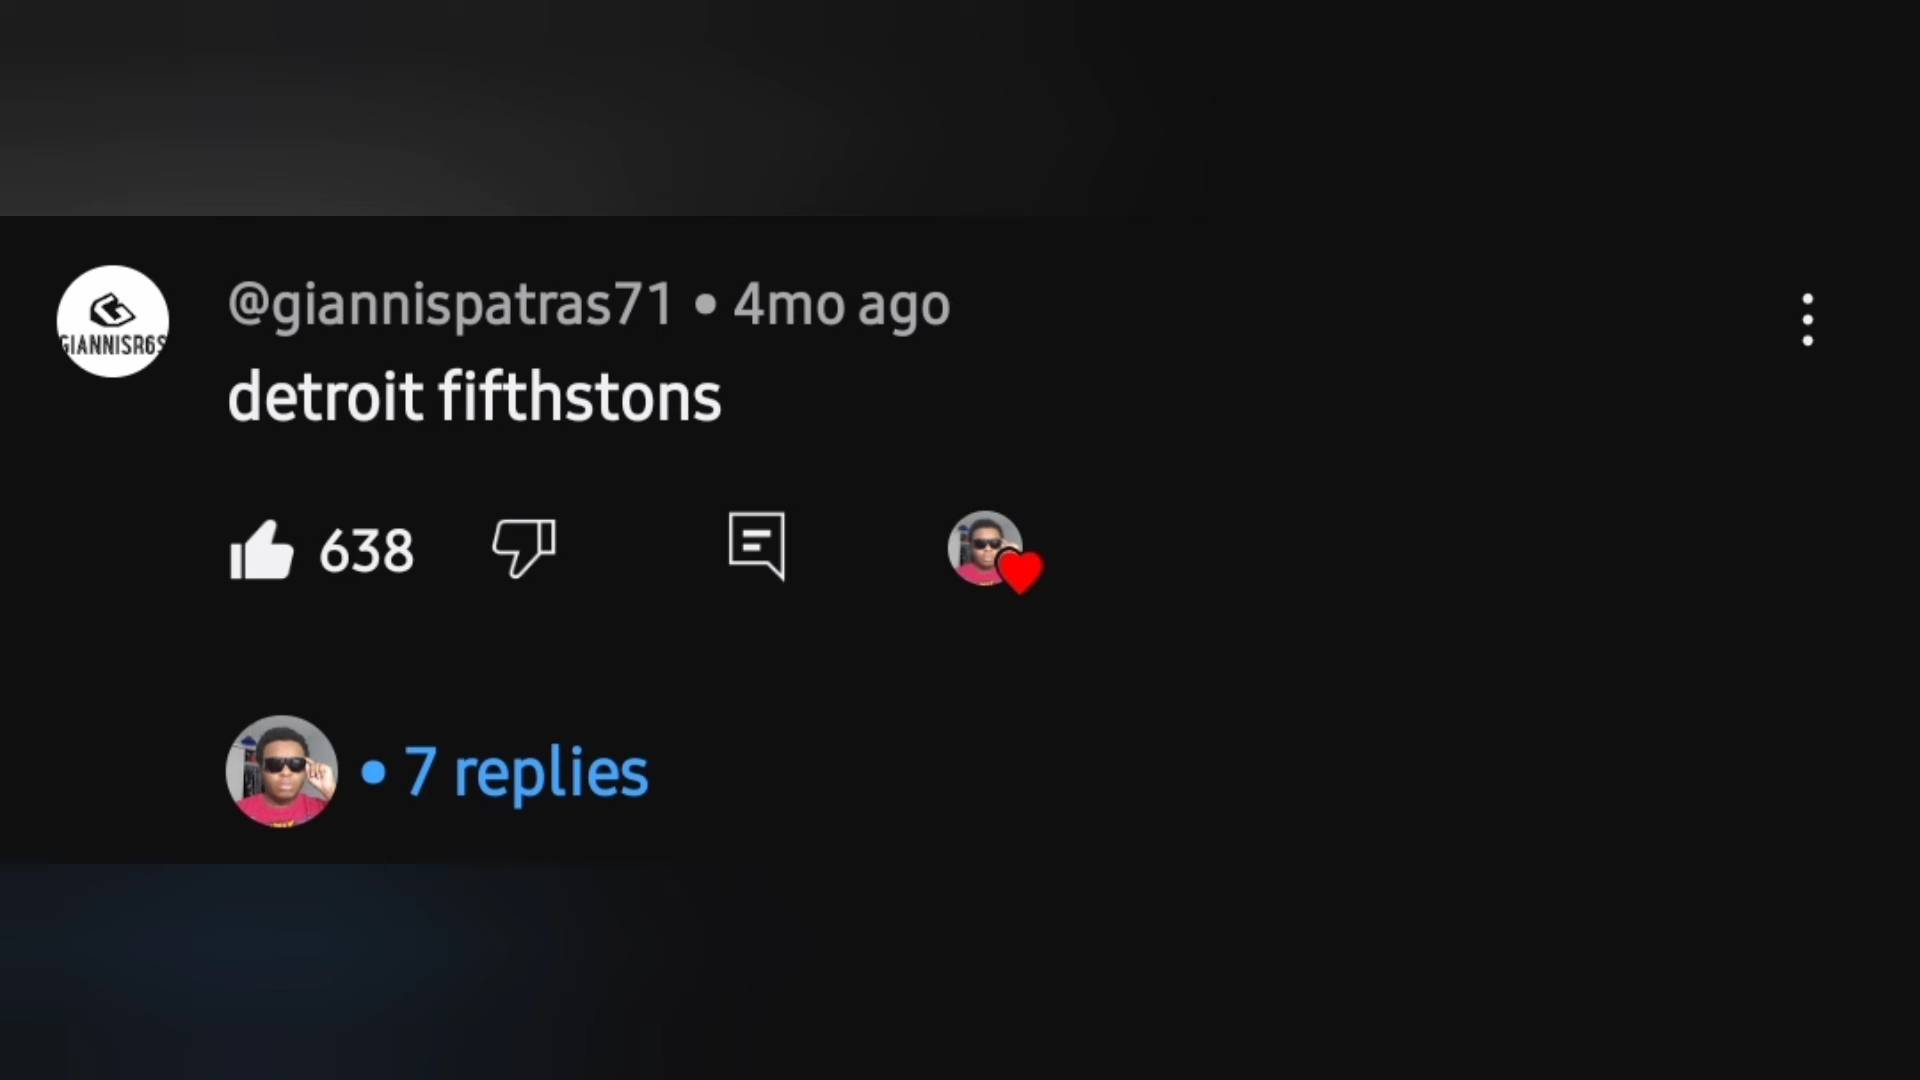 GIANNISR6S
@giannispatras71 • 4mo ago
detroit fifthstons
638
• 7 replies